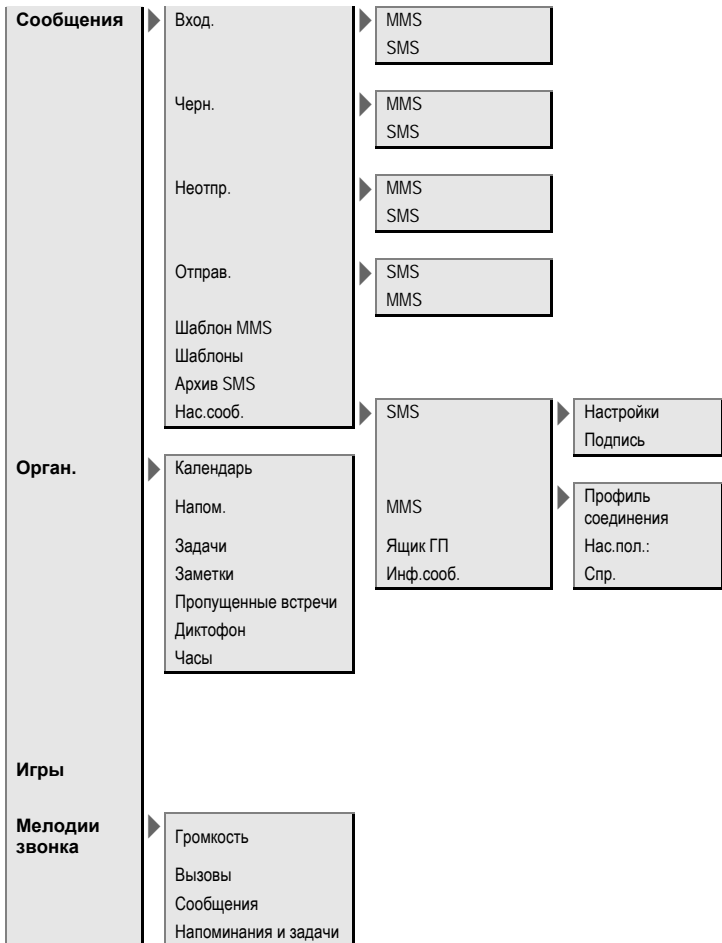 Сообщения
Вход.
MMS
SMS
Черн.
MMS
SMS
Неотпр.
MMS
SMS
Отправ.
SMS
MMS
Шаблон MMS
Шаблоны
Архив SMS
Нас.сооб.
SMS
Настройки
Подпись
MMS
Профиль
соединения
Нас.пол.:
Спр.
Ящик ГП
Инф.сооб.
Орган.
Календарь
Напом.
Задачи
Заметки
Пропущенные встречи
Диктофон
Часы
Игры
Мелодии
звонка
Громкость
Вызовы
Сообщения
Напоминания и задачи